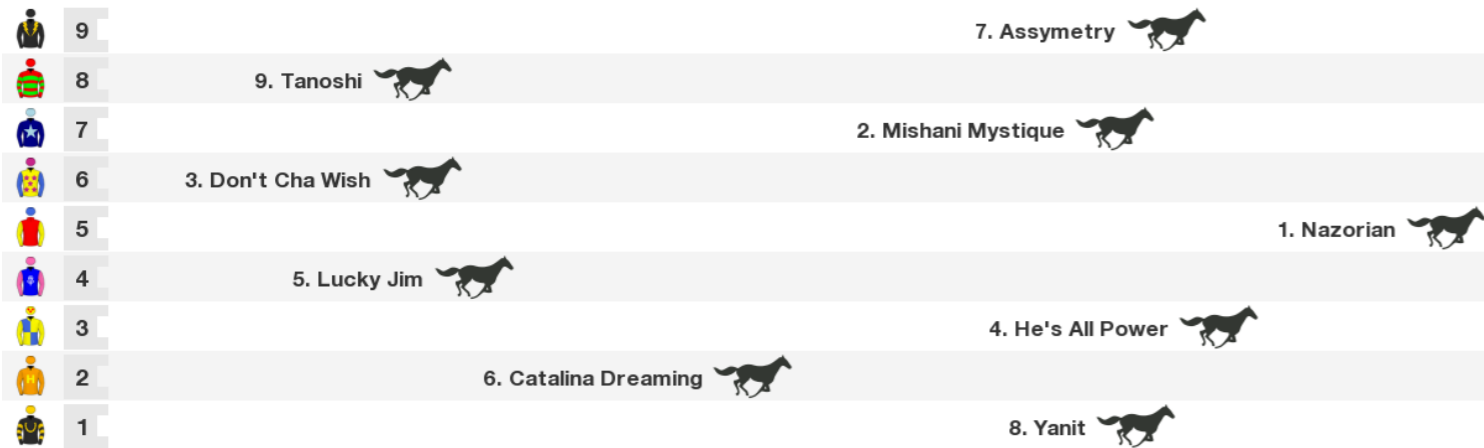 9 7. Assymetry
8 9. Tanoshi
7 2. Mishani Mystique
6 3. Don't Cha Wish
5 1. Nazorian
4 5. Lucky Jim
3 4. He's All Power
H 2 6. Catalina Dreaming
1 8. Yanit